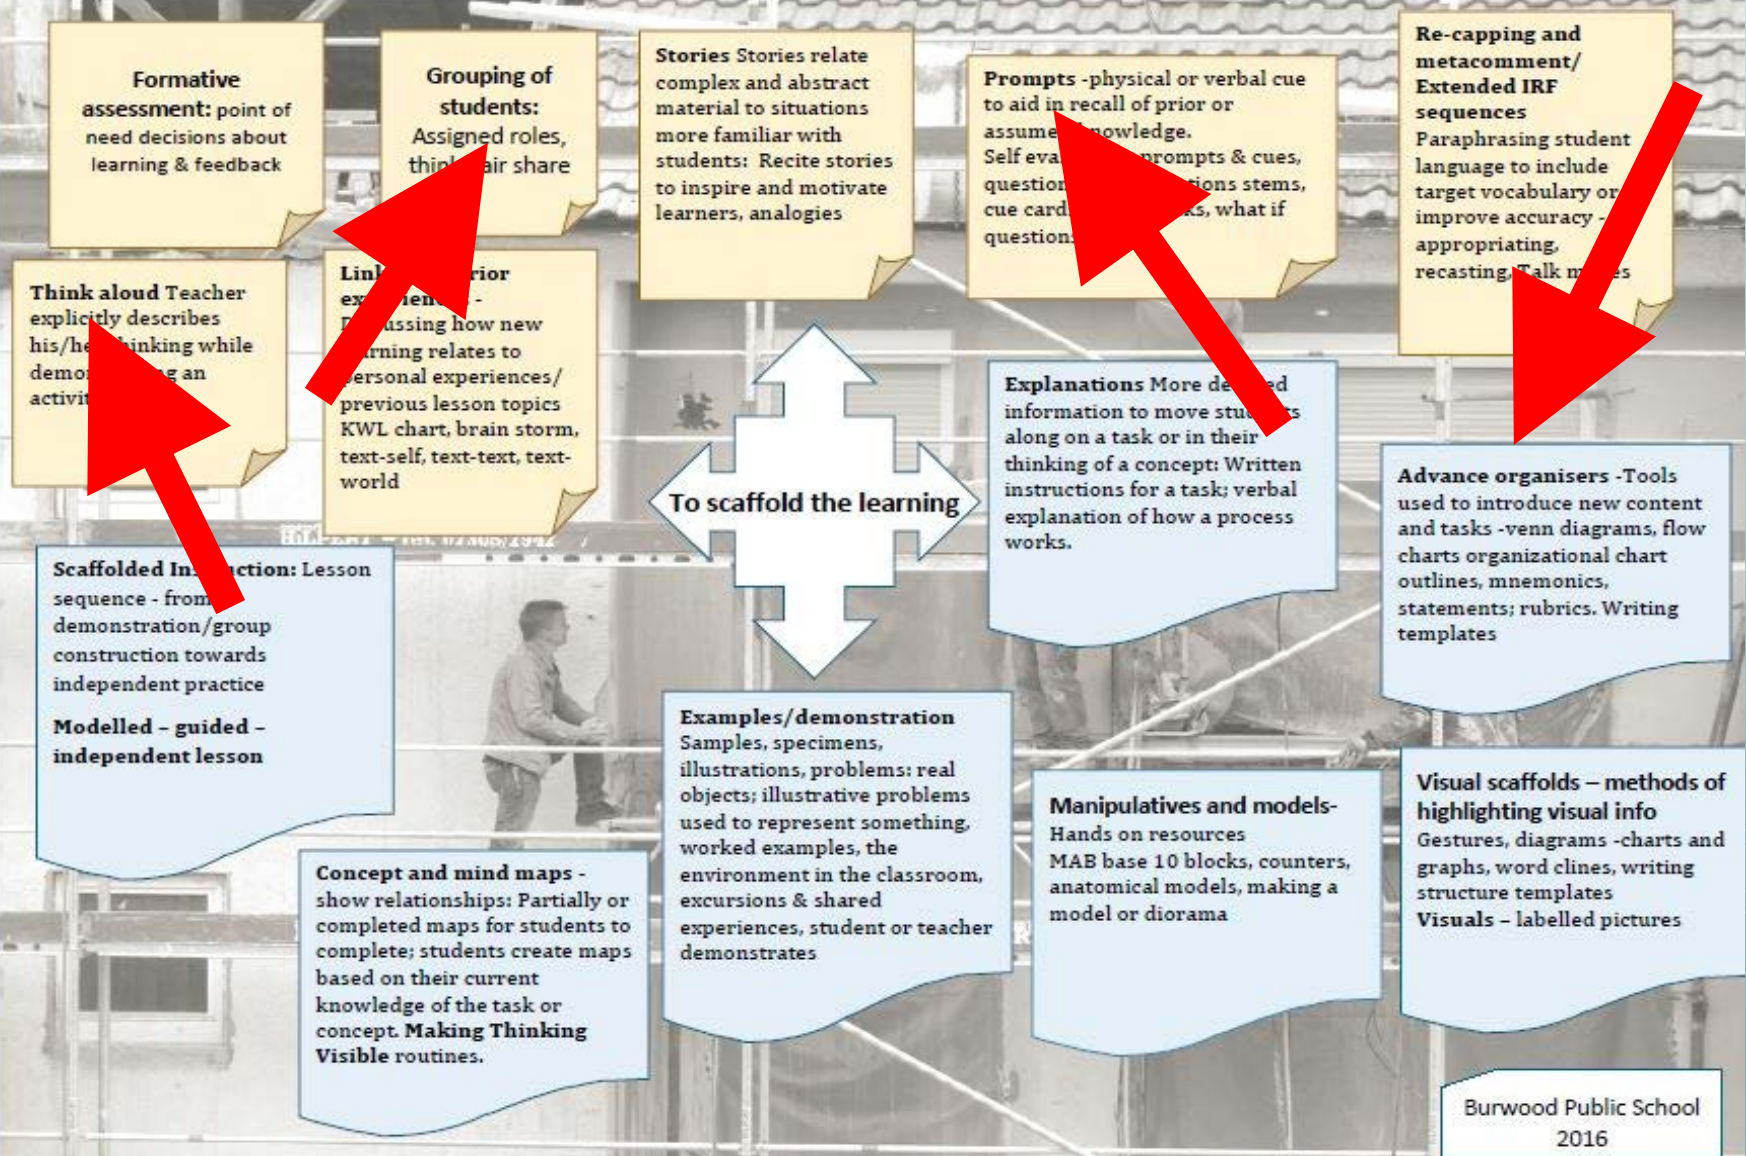 Formative
assessment: point of
need decisions about
learning & feedback
Grouping of
students:
Assigned roles,
air share
Stories Stories relate
complex and abstract
material to situations
more familiar with
students: Recite stories
to inspire and motivate
learners, analogies
Prompts -physical or verbal cue
to aid in recall of prior or
Self prompts & cues,
stems,
cue what if
Re-capping and
metacomment/
Extended IRF
sequences
Paraphrasing student
language to include
target vocabulary or
improve accuracy -
appropriating,
recasting, Talk
Think aloud Teacher
explicitly describes
while
an
-
how new
relates to
personal experiences/
previous lesson topics
KWL chart, brain storm,
text-self, text-text, text-
world
To scaffold the learning
Explanations More
information to move
along on a task or in their
thinking of a concept: Written
instructions for a task; verbal
explanation of how a process
works.
Advance organisers -Tools
used to introduce new content
and tasks -venn diagrams, flow
charts organizational chart
outlines, mnemonics,
statements; rubrics. Writing
templates
Scaffolded Lesson
sequence - from
demonstration/group
construction towards
independent practice
Modelled – guided –
independent lesson
Concept and mind maps -
show relationships: Partially or
completed maps for students to
complete; students create maps
based on their current
knowledge of the task or
concept. Making Thinking
Visible routines.
Examples/demonstration
Samples, specimens,
illustrations, problems: real
objects; illustrative problems
used to represent something,
worked examples, the
environment in the classroom,
excursions & shared
experiences, student or teacher
demonstrates
Manipulatives and models-
Hands on resources
MAB base 10 blocks, counters,
anatomical models, making a
model or diorama
Visual scaffolds – methods of
highlighting visual info
Gestures, diagrams -charts and
graphs, word clines, writing
structure templates
Visuals – labelled pictures
Burwood Public School
2016